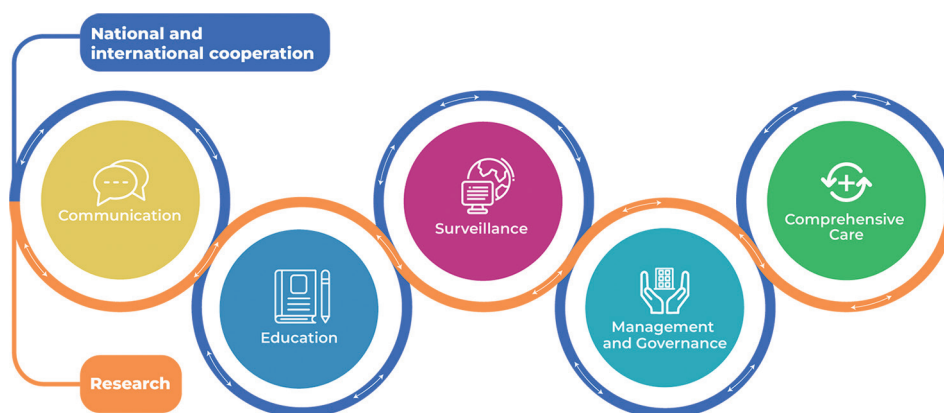 National and
international cooperation
Communication
Education
Surveillance
Management
and Governance
Comprehensive
Care
Research